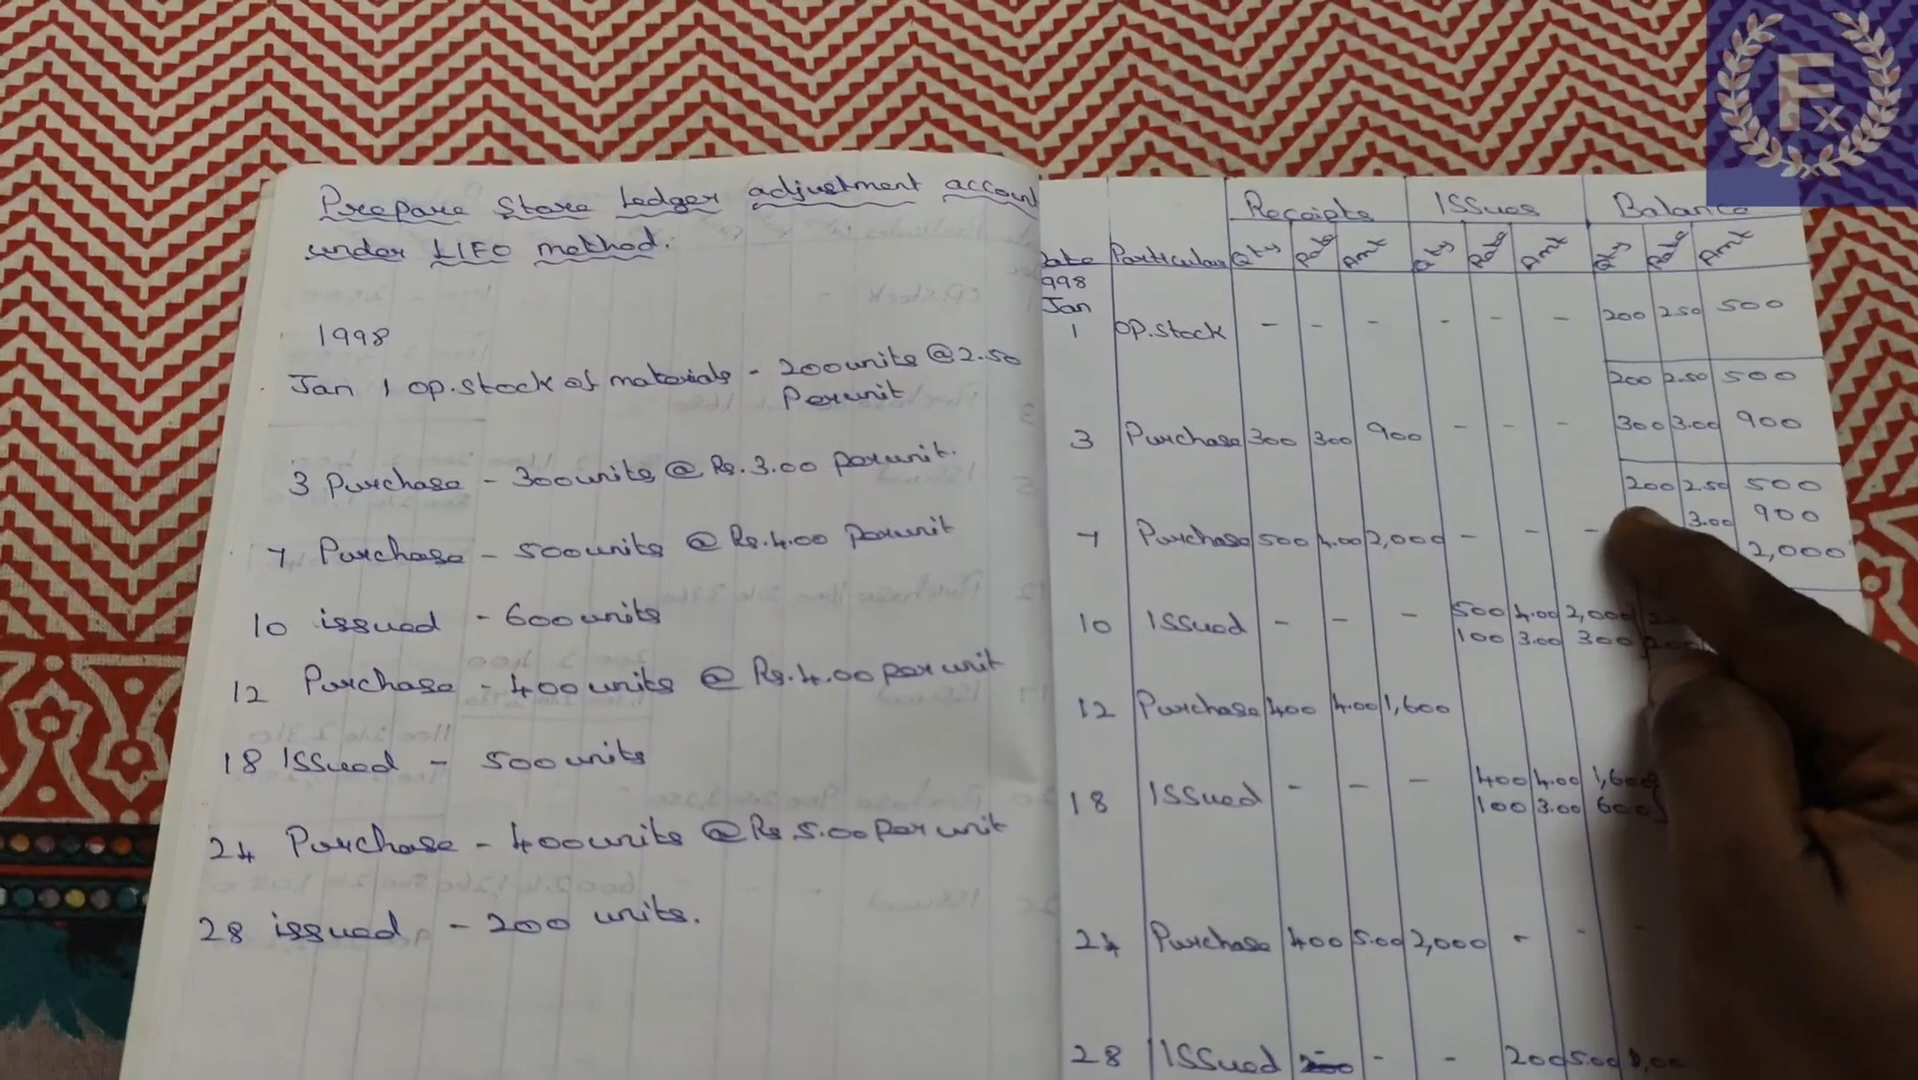 Prepare Store Ledger adjustment account
under LIFO method.
1998
Jan 1 op.stock of materials - 200 units @ 2.50
Per unit
3 Purchase - 300 units @ Rs. 3.00 per unit.
7 Purchase - 500 units @ Rs. 4.00 per unit
10 issued - 600 units
12 Purchase - 400 units @ Rs. 4.00 per unit
18 Issued - 500 units
24 Purchase - 400 units @ Rs 5.00 per unit
28 issued - 200 units.
Receipts Issues Balance
Date Particulars Qty Rate Amt Qty Rate Amt Qty Rate Amt
998
Jan
1 op.stock - - - - - - 200 250 500
200 2.50 500
3 Purchase 300 300 900 - - - 300 3.00 900
200 250 500
3.00 900
7 Purchase 500 4.00 2,000 - - - 2,000
10 Issued - - - 500 4.00 2,000
100 3.00 300 200
12 Purchase 400 4.00 1,600
18 Issued - - - 400 4.00 1,600
100 3.00 600
24 Purchase 400 5.00 2,000 - - -
28 Issued - - 200 5.00
Fx